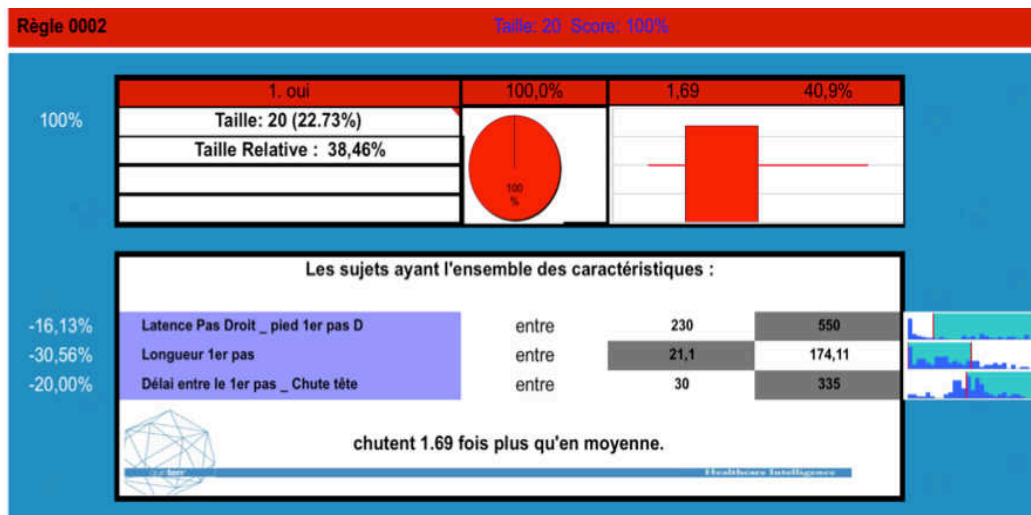 Règle 0002 Taille: 20 Score: 100%
1. oui 100,0% 1,69 40,9%
100% Taille: 20 (22.73%)
Taille Relative : 38,46%
100
%
Les sujets ayant l'ensemble des caractéristiques :
-16,13% Latence Pas Droit _ pied 1er pas D entre 230 550
-30,56% Longueur 1er pas entre 21,1 174,11
-20,00% Délai entre le 1er pas _ Chute tête entre 30 335
chutent 1.69 fois plus qu'en moyenne.
Healthcare Intelligence